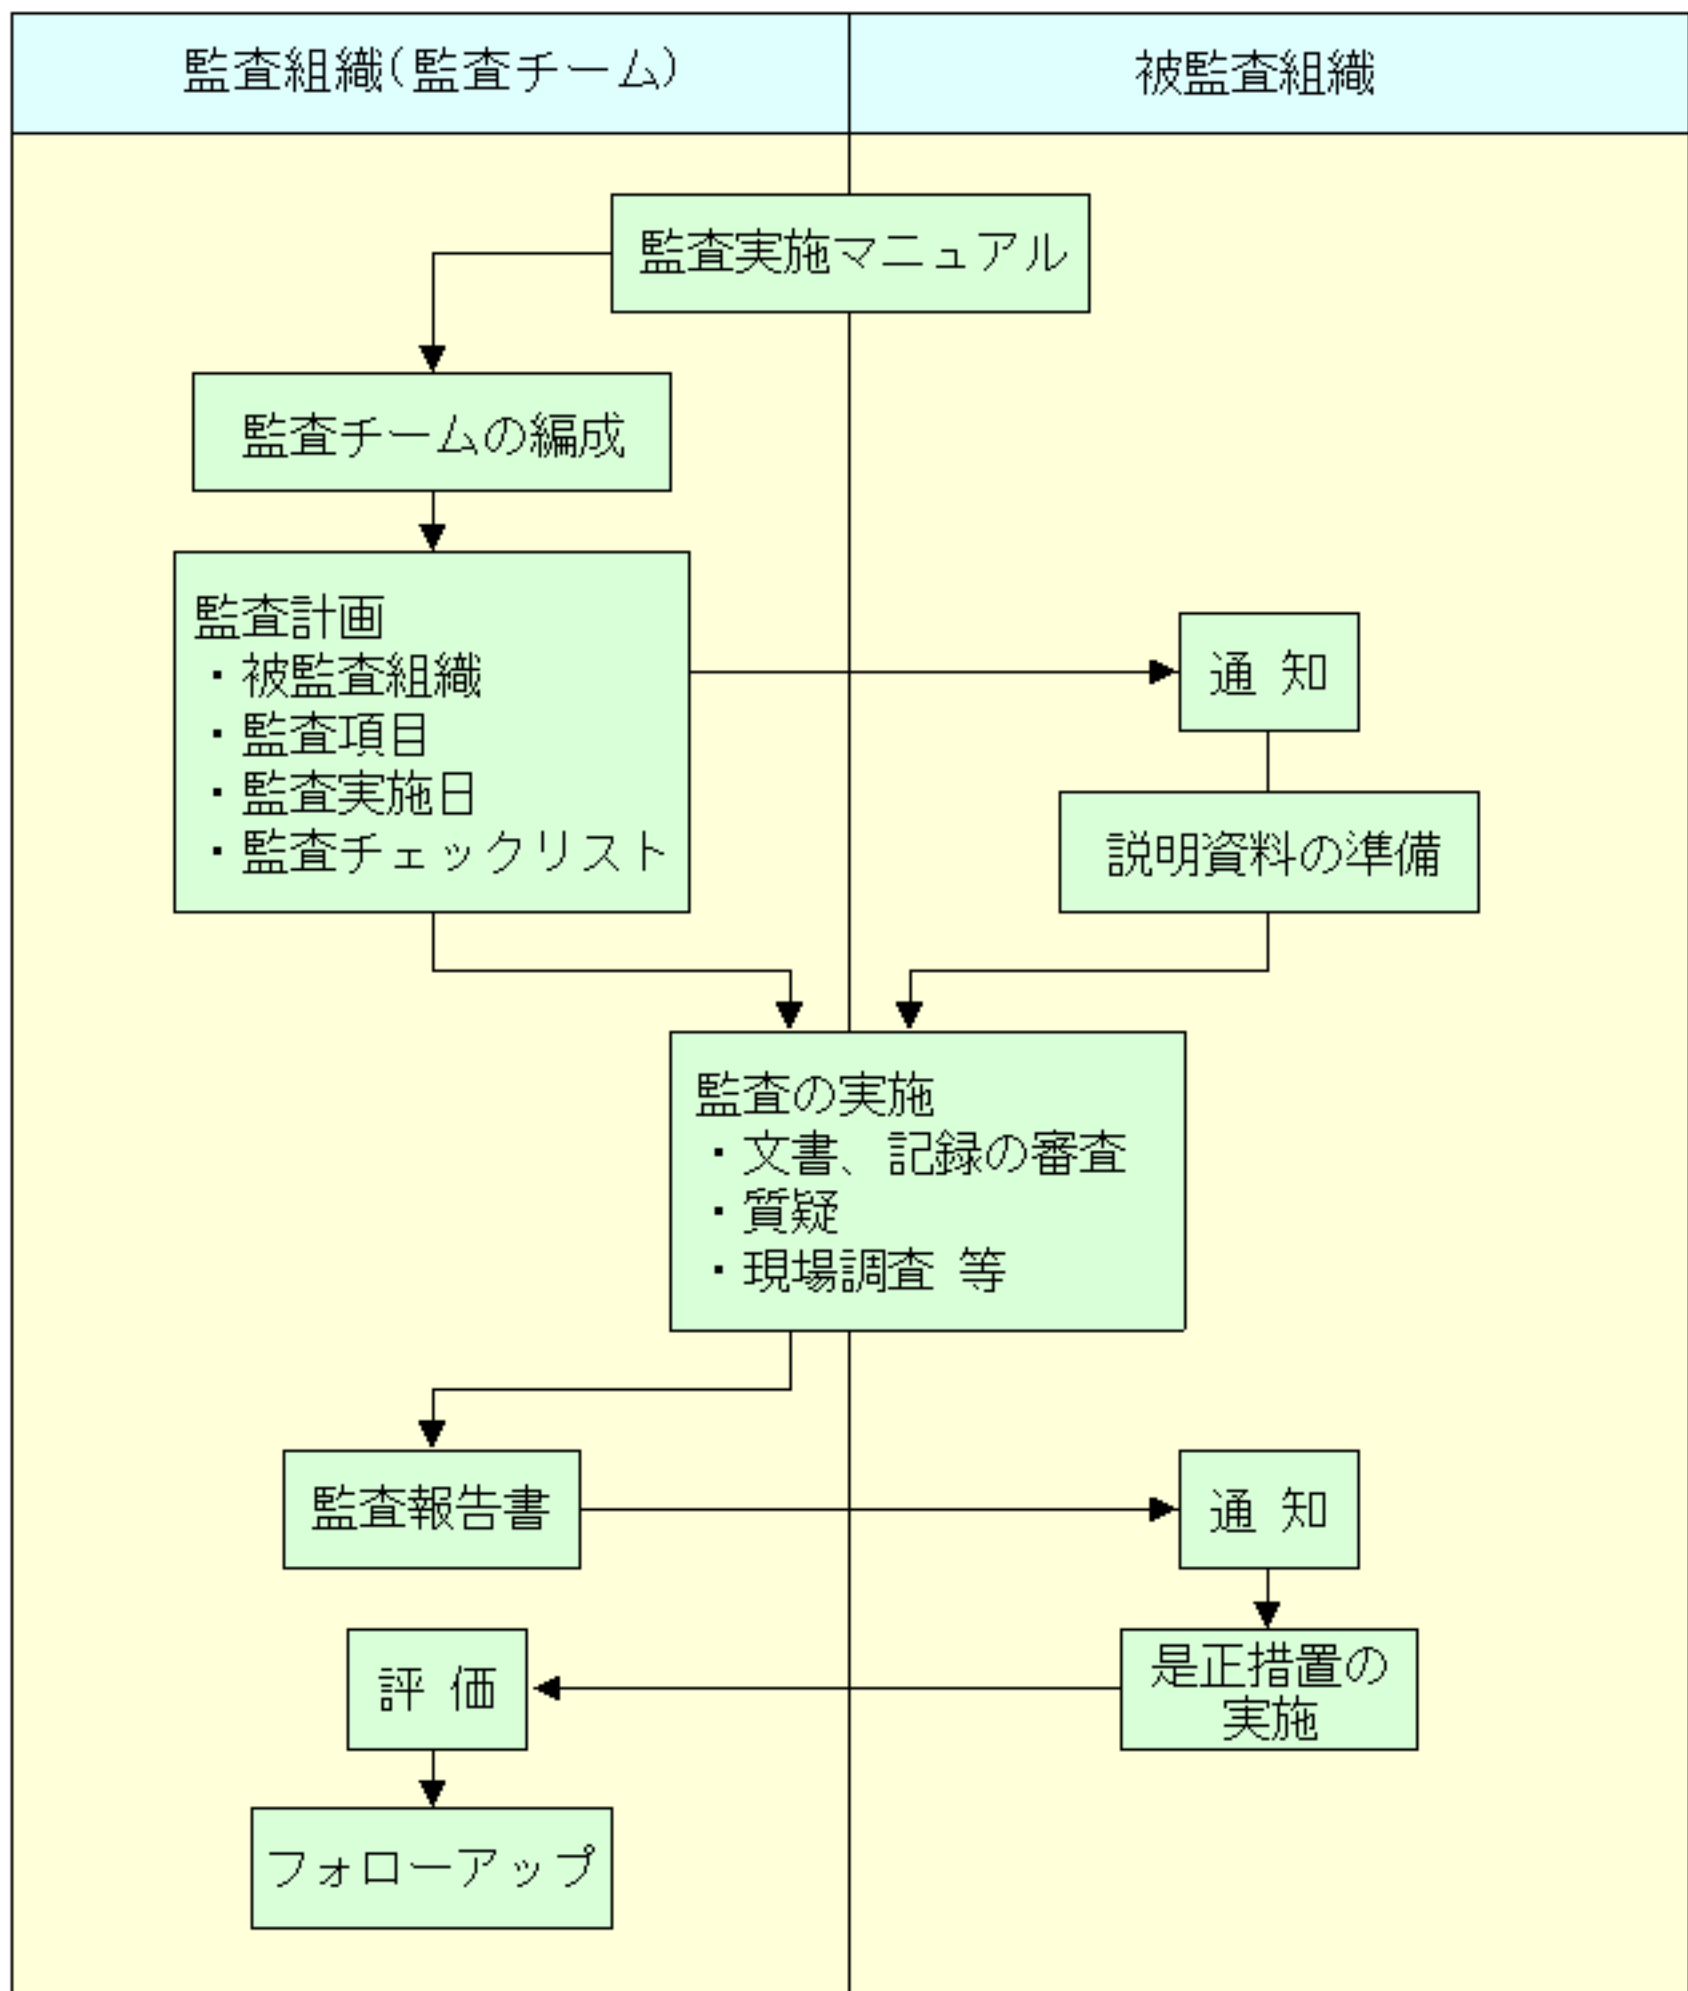 監査組織(監査チーム)
被監査組織
監査実施マニュアル
監査チームの編成
監査計画
・被監査組織
・監査項目
・監査実施日
・監査チェックリスト
通 知
説明資料の準備
監査の実施
・文書、記録の審査
・質疑
・現場調査 等
監査報告書
通 知
是正措置の
実施
評 価
フォローアップ